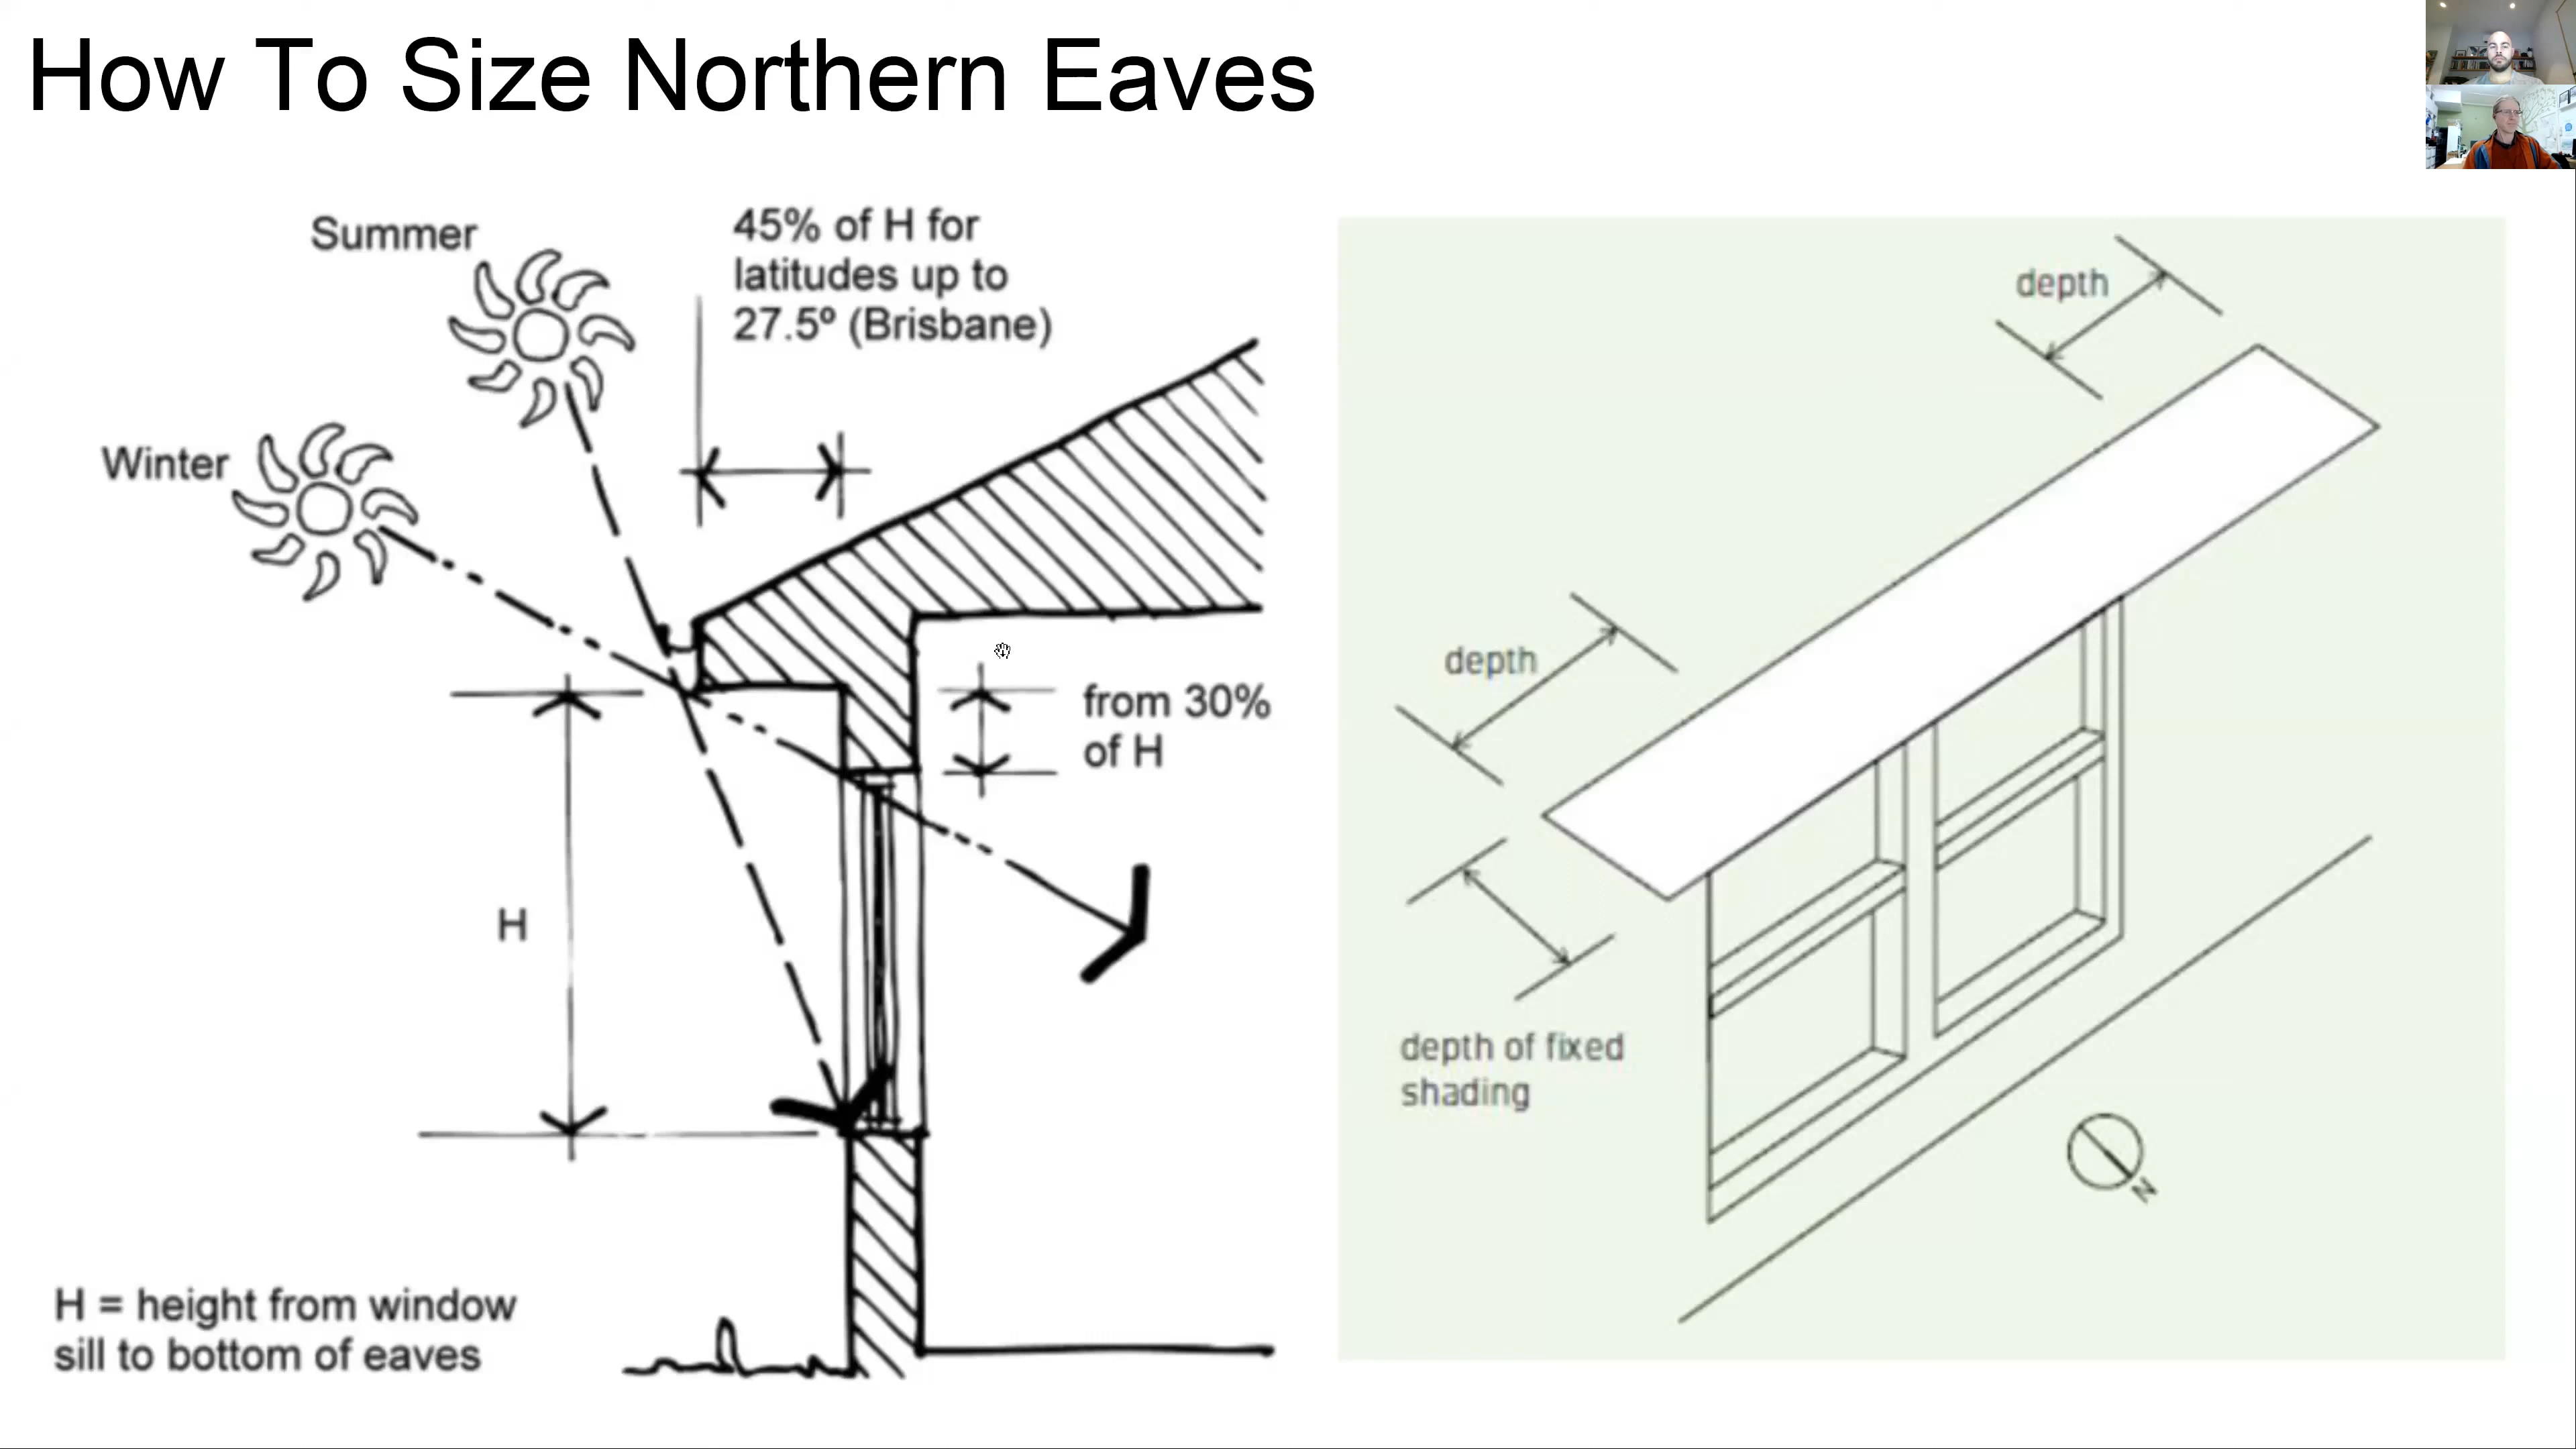 How To Size Northern Eaves
Summer
45% of H for
latitudes up to
27.5º (Brisbane)
Winter
from 30%
of H
H
H = height from window
sill to bottom of eaves
depth
depth
depth of fixed
shading
N